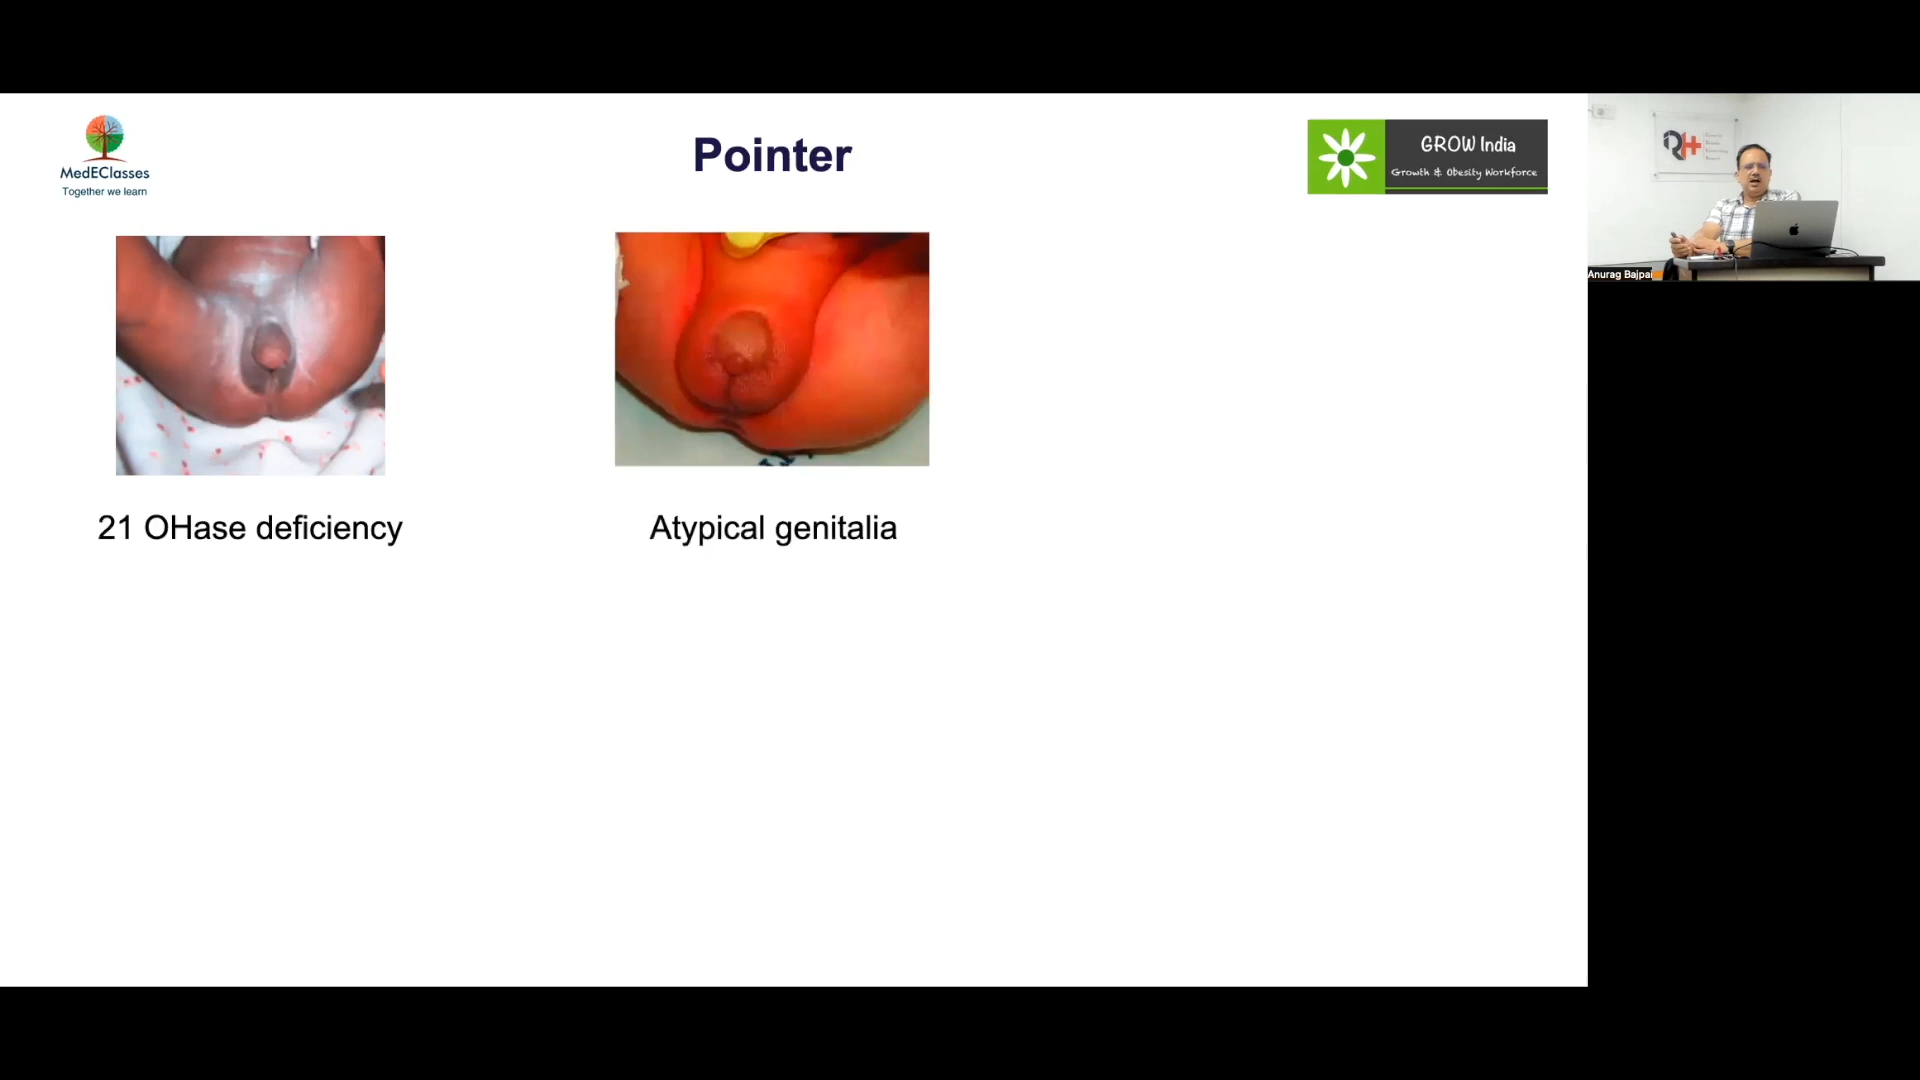 MedEClasses
Together we learn
Pointer
GROW India
Growth & Obesity Workforce
21 OHase deficiency
Atypical genitalia
Anurag Bajpai